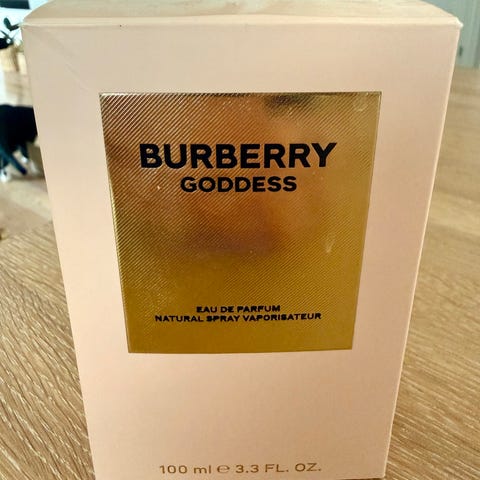 BURBERRY
GODDESS
EAU DE PARFUM
NATURAL SPRAY VAPORISATEUR
100 ml ℮ 3.3 FL. OZ.